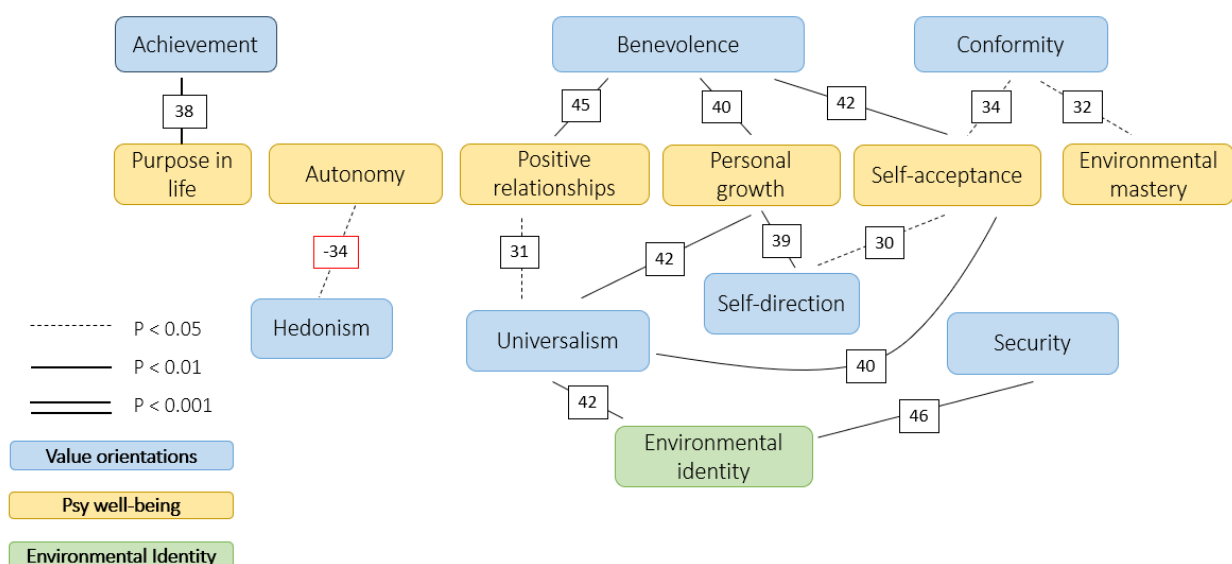 Achievement
Benevolence
Conformity
38
45
40
42
34
32
Purpose in
life
Autonomy
Positive
relationships
Personal
growth
Self-acceptance
Environmental
mastery
-34
31
42
39
30
Hedonism
Universalism
Self-direction
Security
P < 0.05
P < 0.01
P < 0.001
42
40
46
Environmental
identity
Value orientations
Psy well-being
Environmental Identity